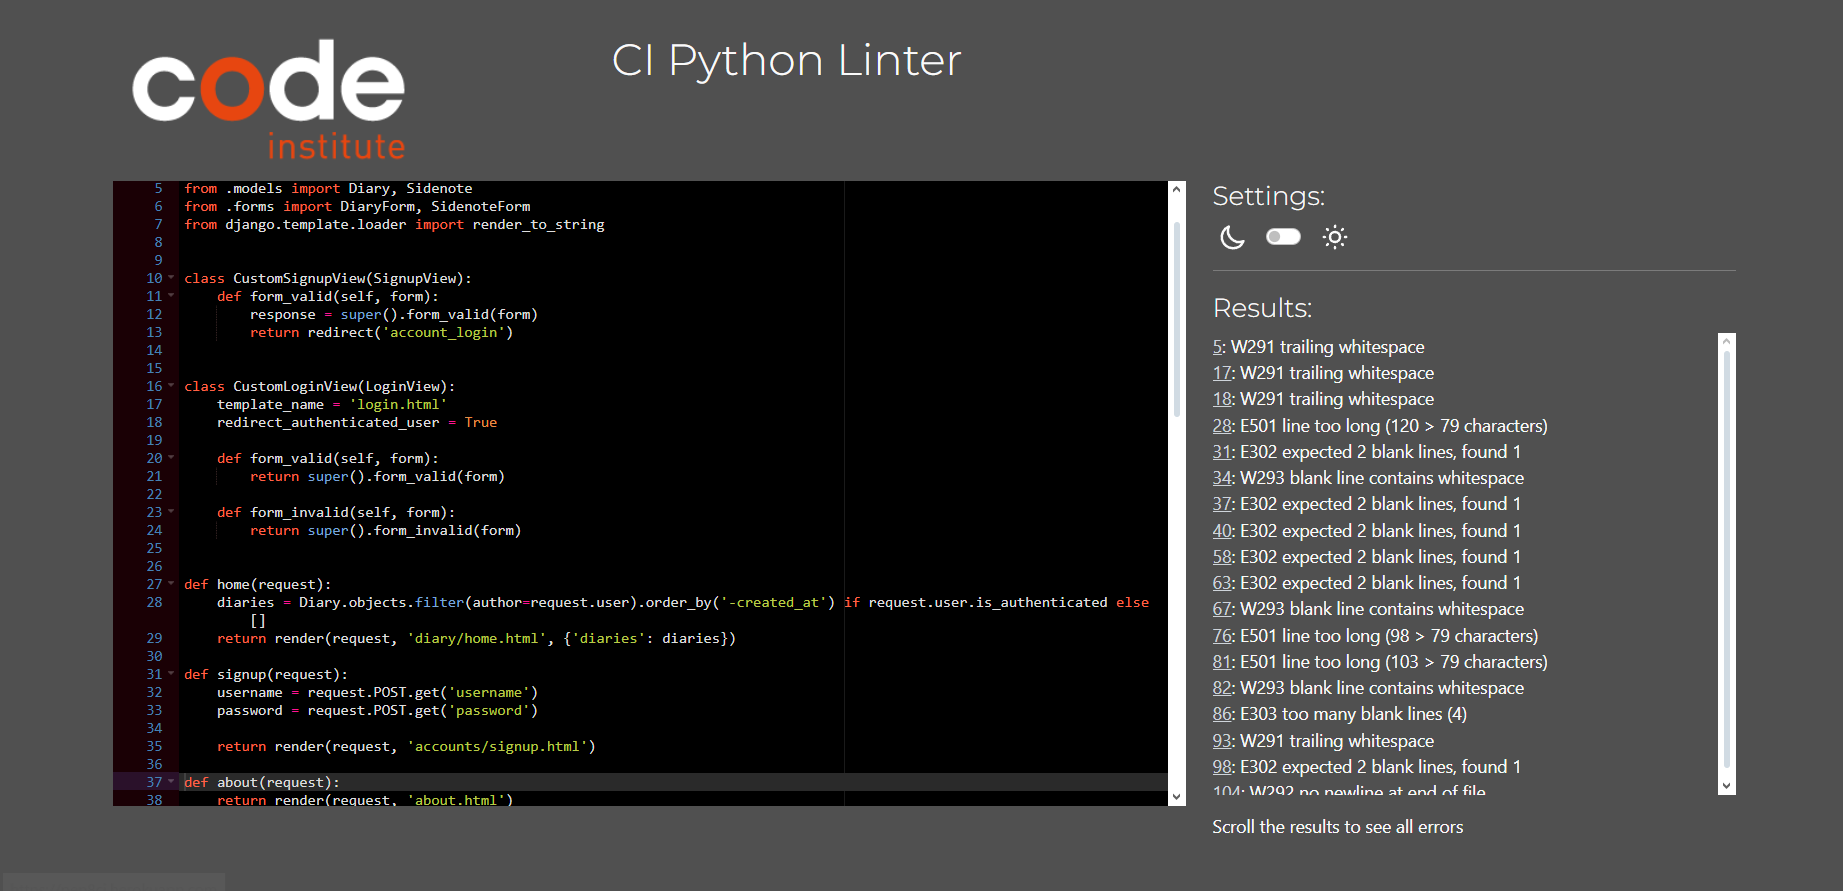 code
institute
CI Python Linter
5 from .models import Diary, Sidenote
6 from .forms import DiaryForm, SidenoteForm
7 from django.template.loader import render_to_string
8
9
10 class CustomSignupView(SignupView):
11     def form_valid(self, form):
12         response = super().form_valid(form)
13         return redirect('account_login')
14
15
16 class CustomLoginView(LoginView):
17     template_name = 'login.html'
18     redirect_authenticated_user = True
19
20     def form_valid(self, form):
21         return super().form_valid(form)
22
23     def form_invalid(self, form):
24         return super().form_invalid(form)
25
26
27 def home(request):
28     diaries = Diary.objects.filter(author=request.user).order_by('-created_at') if request.user.is_authenticated else
[]
29     return render(request, 'diary/home.html', {'diaries': diaries})
30
31 def signup(request):
32     username = request.POST.get('username')
33     password = request.POST.get('password')
34
35     return render(request, 'accounts/signup.html')
36
37 def about(request):
38     return render(request, 'about.html')
Settings:
Results:
5: W291 trailing whitespace
17: W291 trailing whitespace
18: W291 trailing whitespace
28: E501 line too long (120 > 79 characters)
31: E302 expected 2 blank lines, found 1
34: W293 blank line contains whitespace
37: E302 expected 2 blank lines, found 1
40: E302 expected 2 blank lines, found 1
58: E302 expected 2 blank lines, found 1
63: E302 expected 2 blank lines, found 1
67: W293 blank line contains whitespace
76: E501 line too long (98 > 79 characters)
81: E501 line too long (103 > 79 characters)
82: W293 blank line contains whitespace
86: E303 too many blank lines (4)
93: W291 trailing whitespace
98: E302 expected 2 blank lines, found 1
104: W292 no newline at end of file
Scroll the results to see all errors